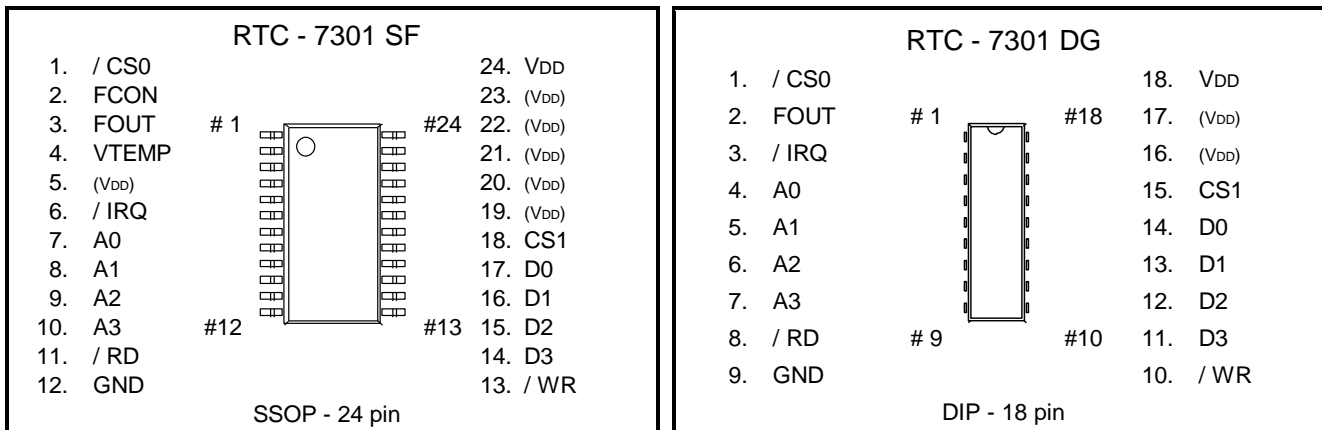 RTC - 7301 SF
1. / CS0
2. FCON
3. FOUT
4. VTEMP
5. (VDD)
6. / IRQ
7. A0
8. A1
9. A2
10. A3
11. / RD
12. GND
# 1
#12
#24
#13
24. VDD
23. (VDD)
22. (VDD)
21. (VDD)
20. (VDD)
19. (VDD)
18. CS1
17. D0
16. D1
15. D2
14. D3
13. / WR
SSOP - 24 pin
RTC - 7301 DG
1. / CS0
2. FOUT
3. / IRQ
4. A0
5. A1
6. A2
7. A3
8. / RD
9. GND
# 1
# 9
#18
#10
18. VDD
17. (VDD)
16. (VDD)
15. CS1
14. D0
13. D1
12. D2
11. D3
10. / WR
DIP - 18 pin